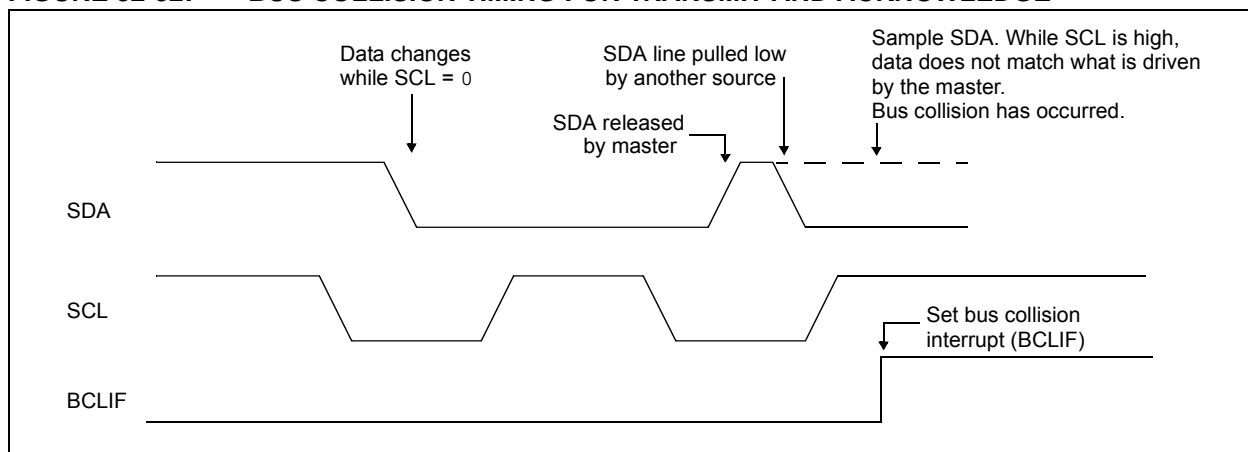 Data changes
while SCL = 0
SDA line pulled low
by another source
SDA released
by master
Sample SDA. While SCL is high,
data does not match what is driven
by the master.
Bus collision has occurred.
SDA
SCL
Set bus collision
interrupt (BCLIF)
BCLIF